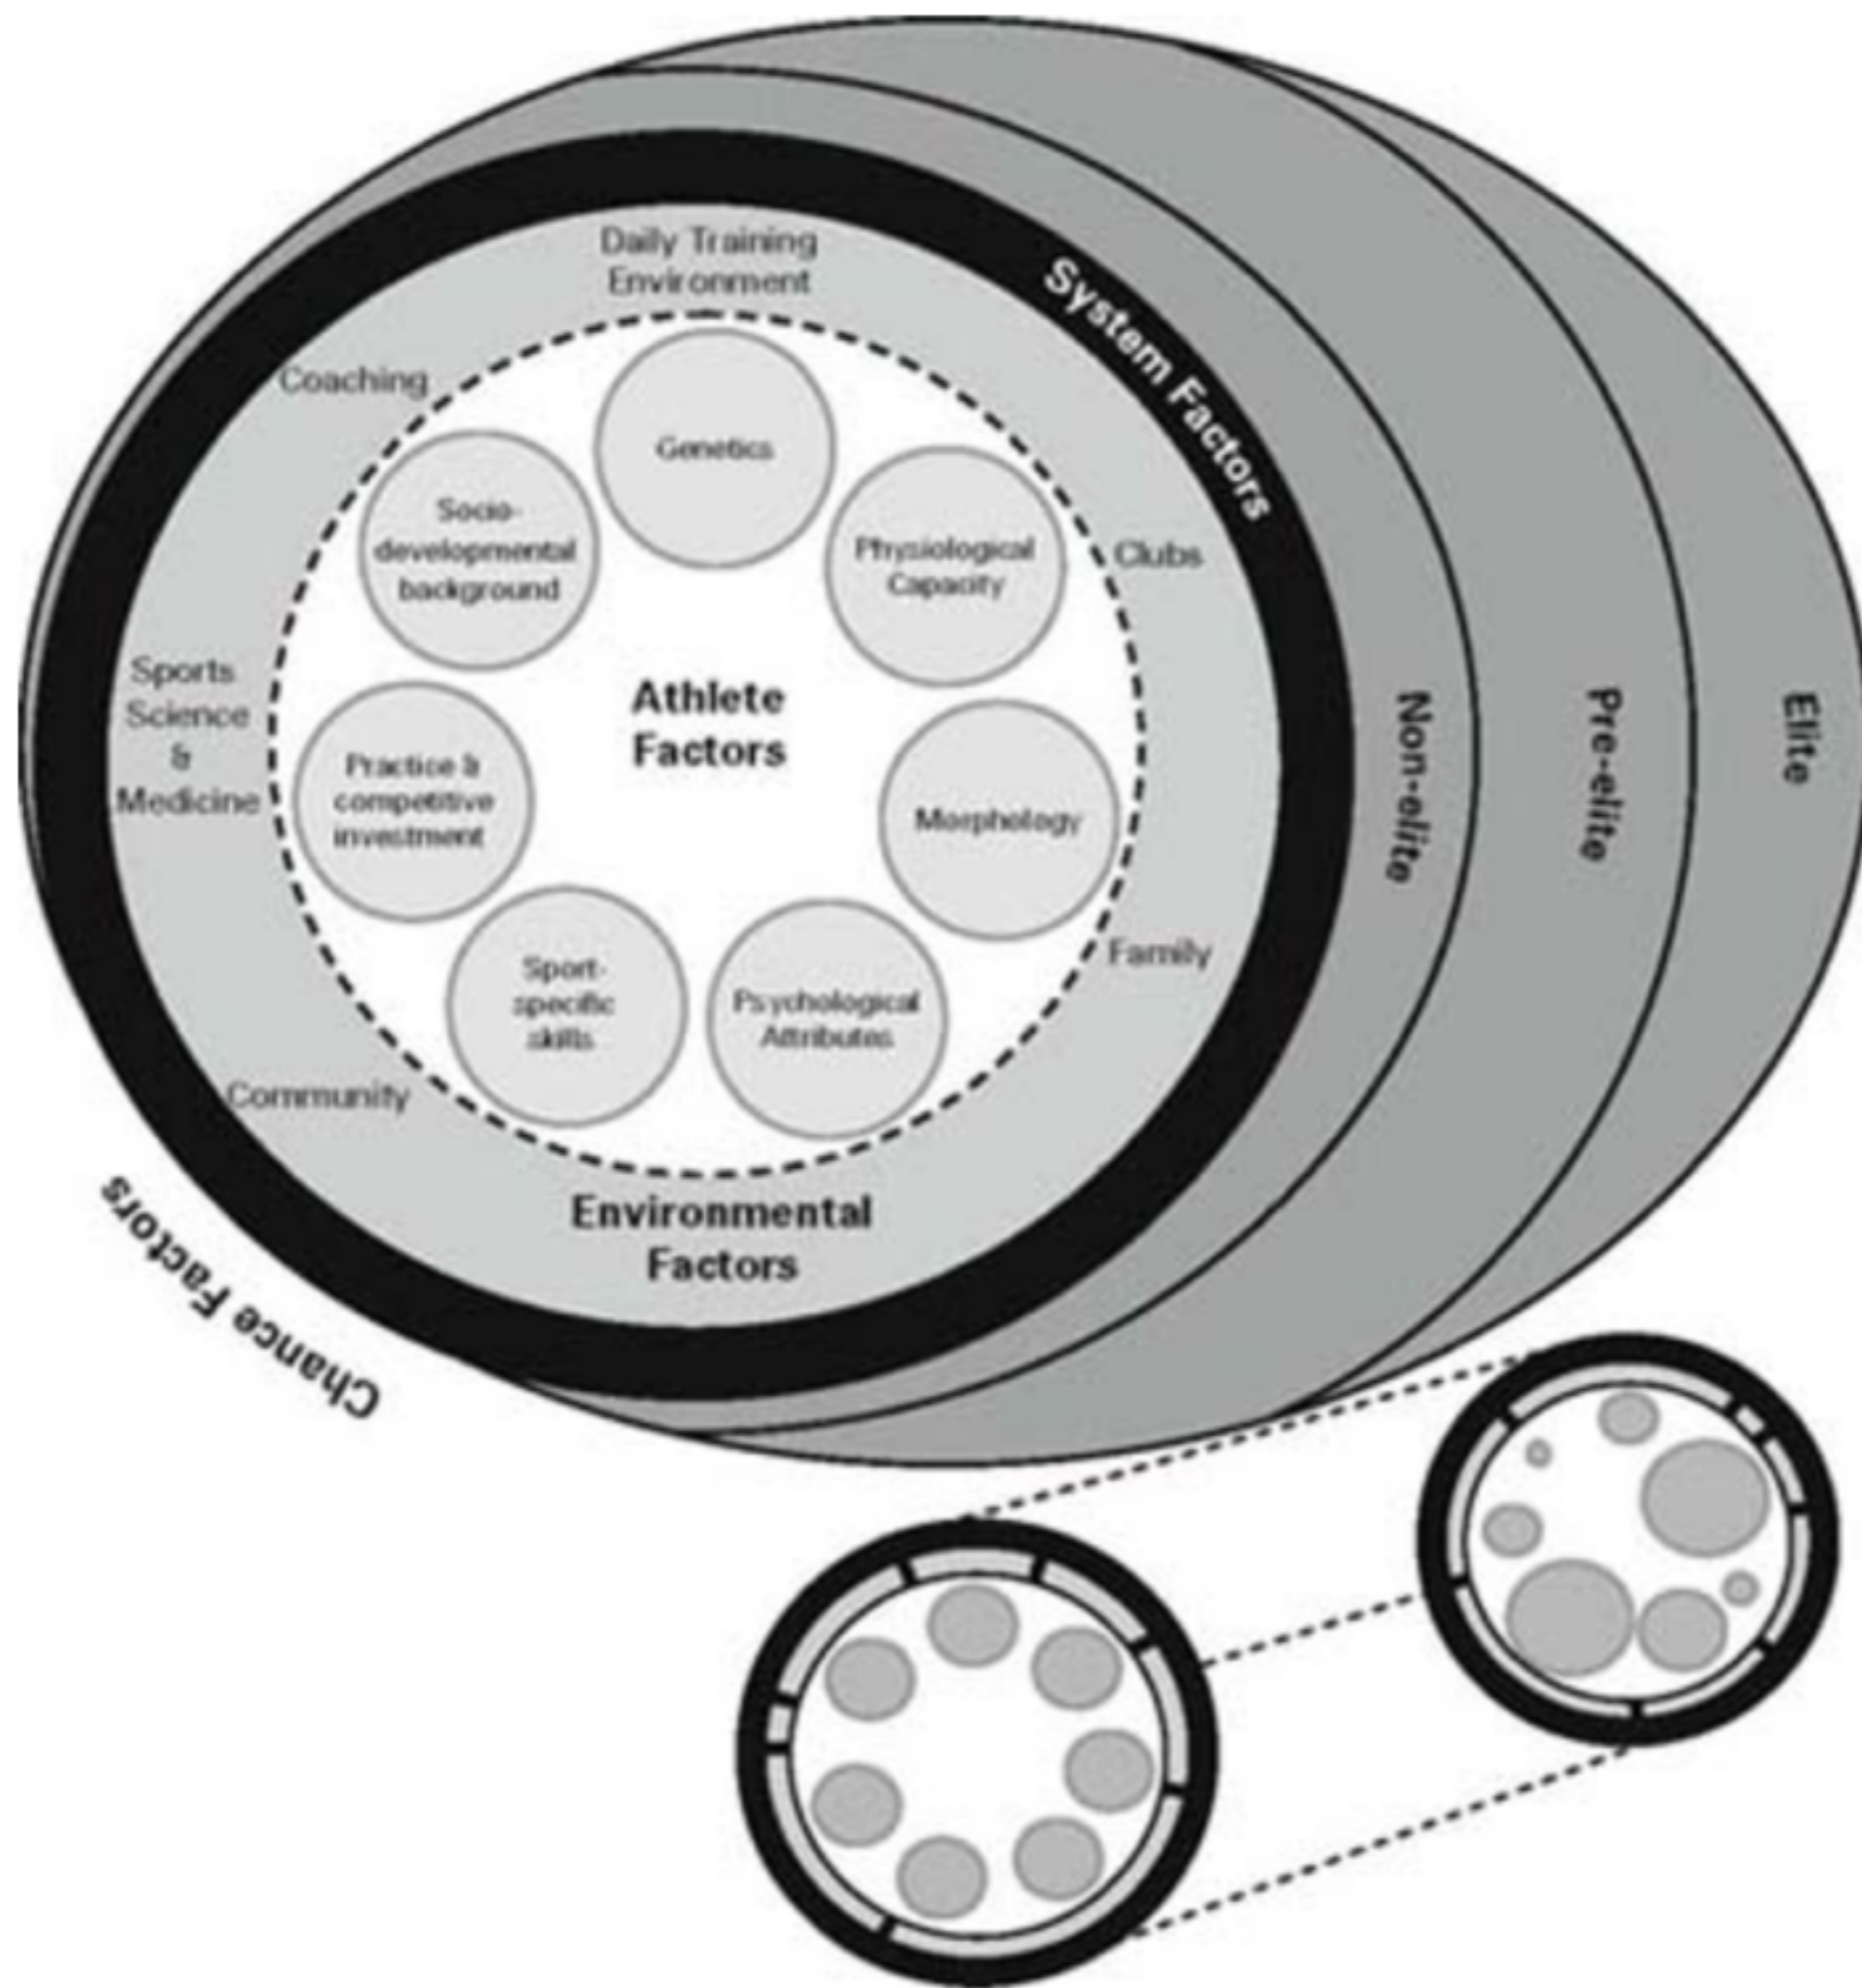 Daily Training
Environment
System Factors
Coaching
Genetics
Socio-
developmental
background
Physiological
Capacity
Clubs
Sports
Science
&
Medicine
Athlete
Factors
Non-elite
Pre-elite
Elite
Practice &
competitive
investment
Morphology
Family
Sport-
specific
skills
Psychological
Attributes
Community
Environmental
Factors
Chance Factors